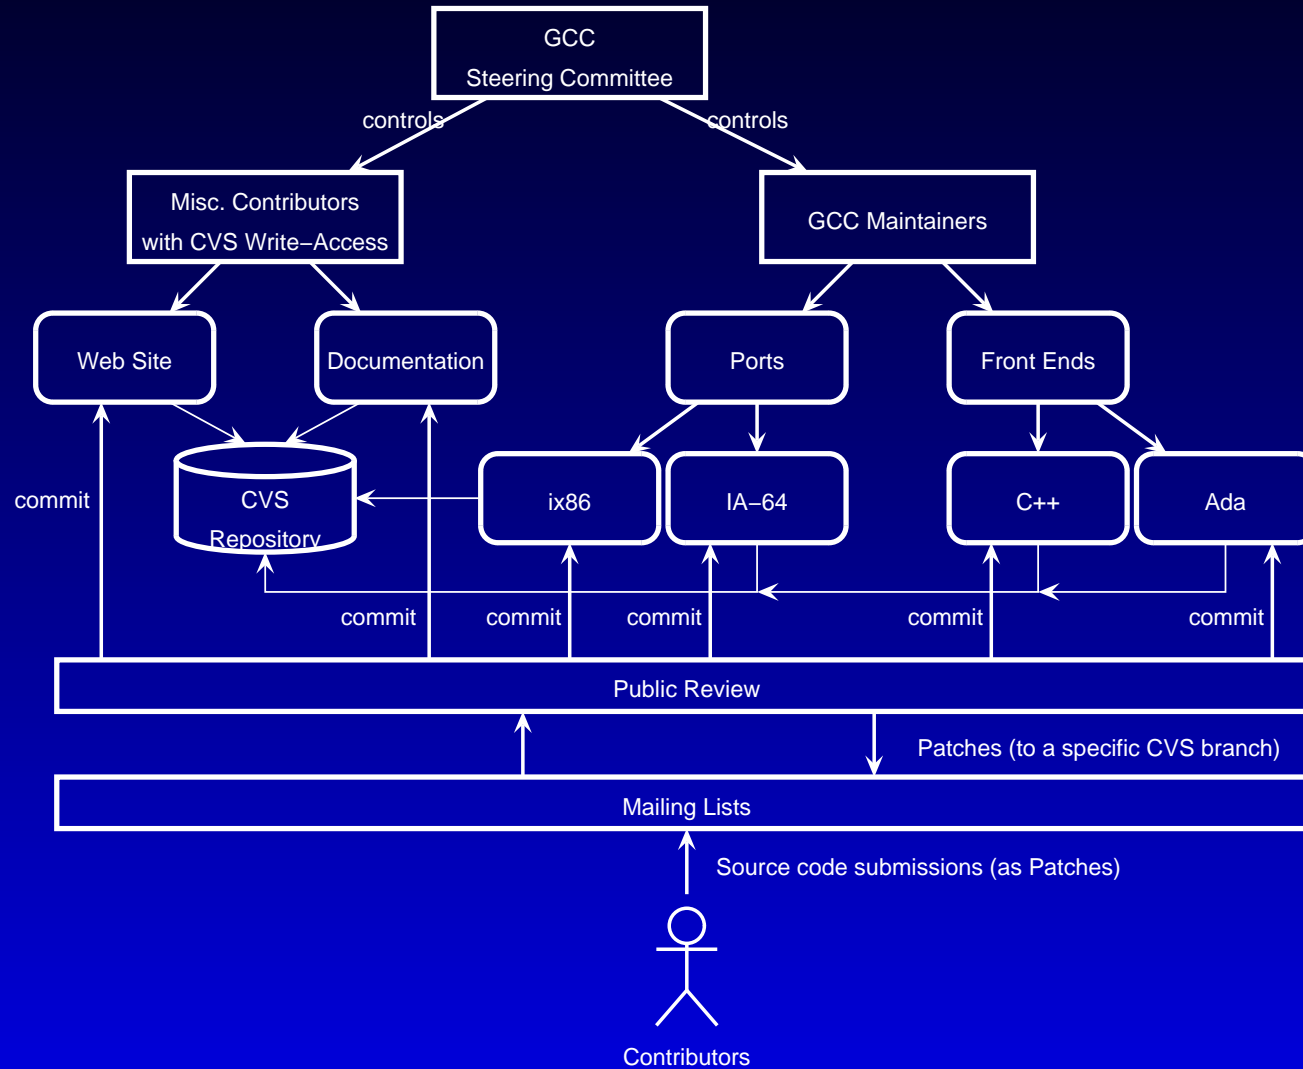 GCC
Steering Committee
controls
controls
Misc. Contributors
with CVS Write−Access
GCC Maintainers
Web Site
Documentation
Ports
Front Ends
commit
CVS
Repository
ix86
IA−64
C++
Ada
commit
commit
commit
commit
commit
Public Review
Patches (to a specific CVS branch)
Mailing Lists
Source code submissions (as Patches)
Contributors